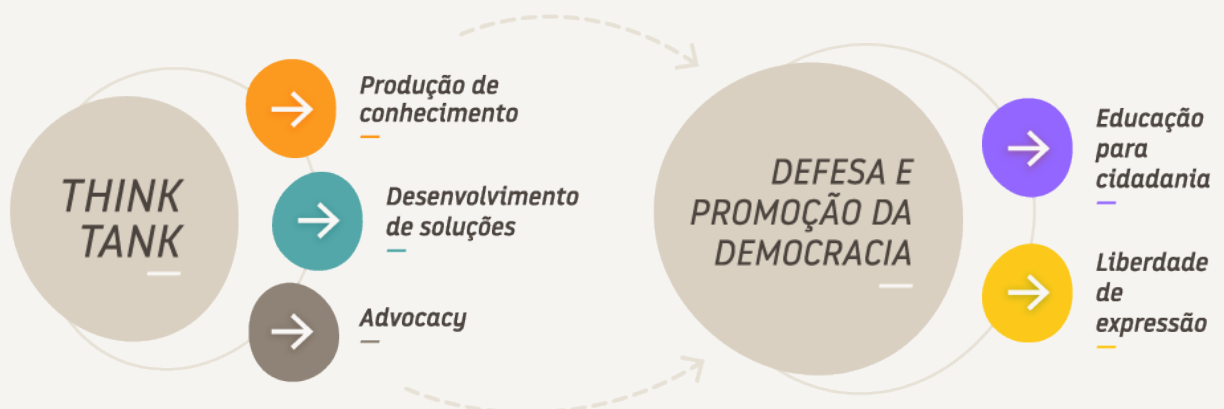 THINK
TANK
Produção de
conhecimento
Desenvolvimento
de soluções
Advocacy
DEFESA E
PROMOÇÃO DA
DEMOCRACIA
Educação
para
cidadania
Liberdade
de
expressão